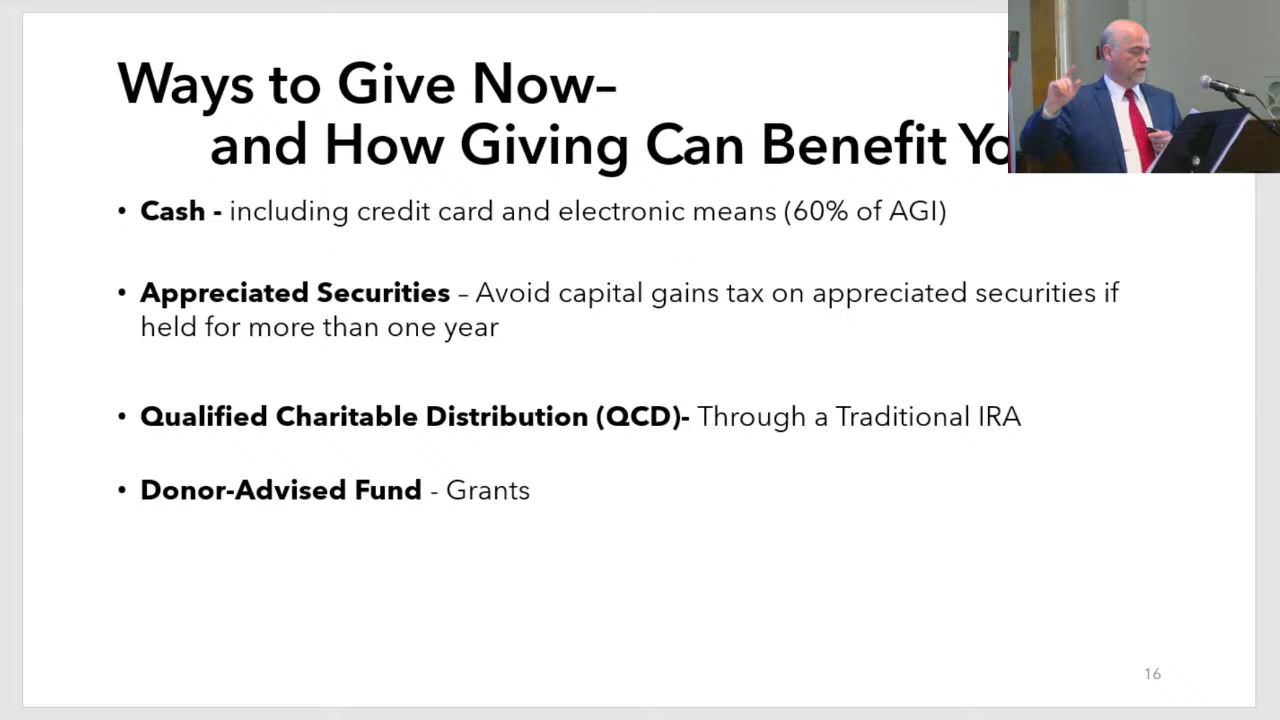 Ways to Give Now–
and How Giving Can Benefit
• Cash - including credit card and electronic means (60% of AGI)
• Appreciated Securities – Avoid capital gains tax on appreciated securities if
held for more than one year
• Qualified Charitable Distribution (QCD)- Through a Traditional IRA
• Donor-Advised Fund - Grants
16